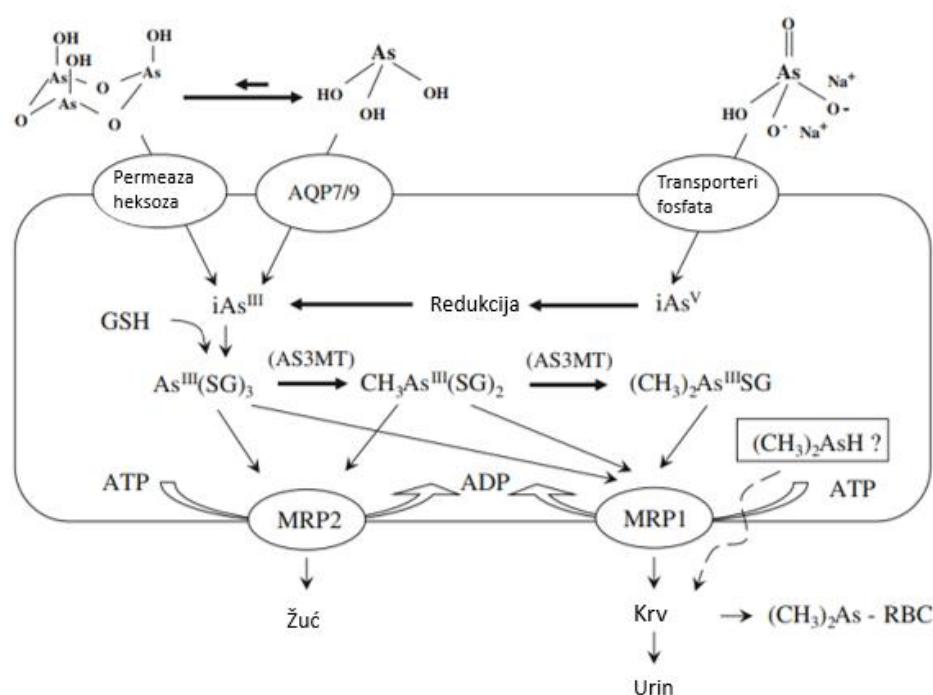 OH
OH
OH
As
As
As
O
O
O
As
HO
OH
OH
O
As
Na⁺
HO
O -
O⁻
Na⁺
Permeaza
heksoza
AQP7/9
Transporteri
fosfata
iAsᴵᴵᴵ
Redukcija
iAsⱽ
GSH
(AS3MT)
(AS3MT)
Asᴵᴵᴵ(SG)₃
CH₃Asᴵᴵᴵ(SG)₂
(CH₃)₂AsᴵᴵᴵSG
(CH₃)₂AsH ?
ATP
ADP
ATP
MRP2
MRP1
Žuć
Krv
(CH₃)₂As - RBC
Urin